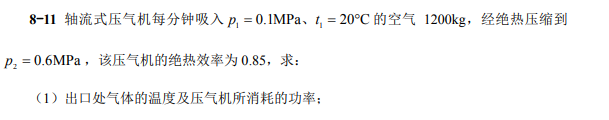 8-11 轴流式压气机每分钟吸入 p₁ = 0.1MPa、t₁ = 20°C 的空气 1200kg，经绝热压缩到
p₂ = 0.6MPa ，该压气机的绝热效率为 0.85，求：
（1）出口处气体的温度及压气机所消耗的功率；